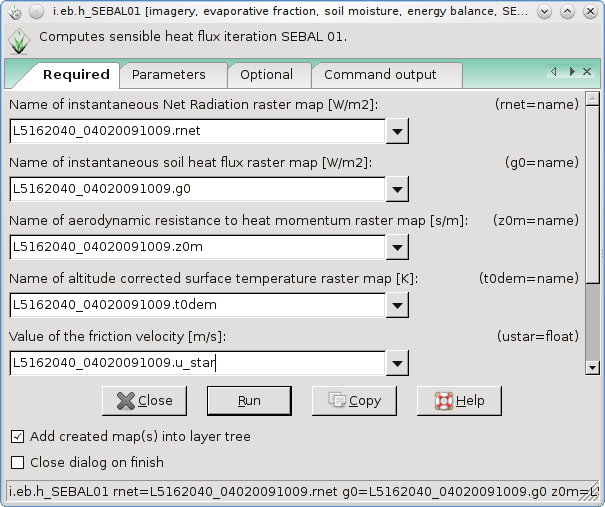 i.eb.h_SEBAL01 [imagery, evaporative fraction, soil moisture, energy balance, SE...
Computes sensible heat flux iteration SEBAL 01.
Required Parameters Optional Command output
Name of instantaneous Net Radiation raster map [W/m2]: (rnet=name)
L5162040_04020091009.rnet
Name of instantaneous soil heat flux raster map [W/m2]: (g0=name)
L5162040_04020091009.g0
Name of aerodynamic resistance to heat momentum raster map [s/m]: (z0m=name)
L5162040_04020091009.z0m
Name of altitude corrected surface temperature raster map [K]: (t0dem=name)
L5162040_04020091009.t0dem
Value of the friction velocity [m/s]: (ustar=float)
L5162040_04020091009.u_star
Close Run Copy Help
Add created map(s) into layer tree
Close dialog on finish
i.eb.h_SEBAL01 rnet=L5162040_04020091009.rnet g0=L5162040_04020091009.g0 z0m=L